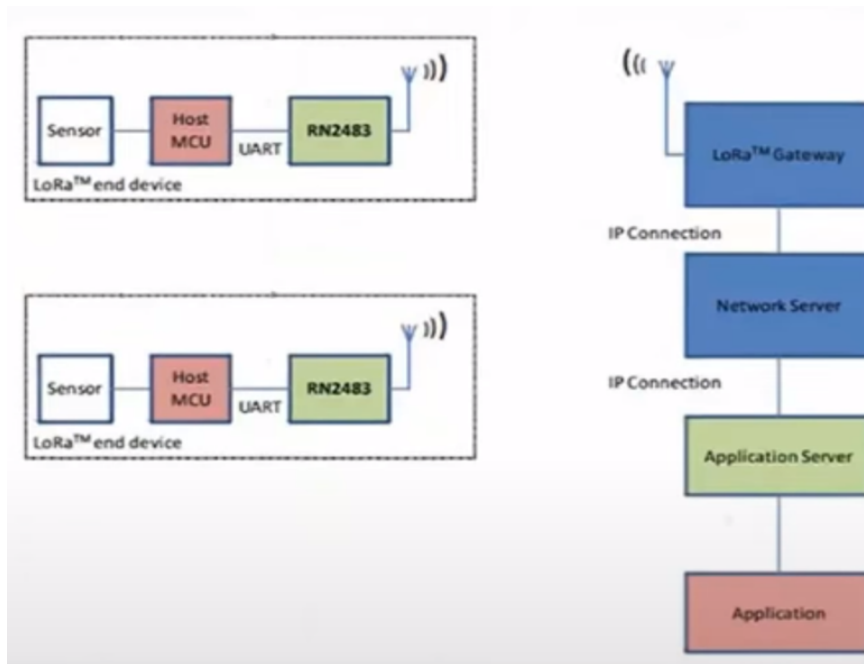 Sensor
Host
MCU
UART
RN2483
LoRa™ end device
Sensor
Host
MCU
UART
RN2483
LoRa™ end device
LoRa™ Gateway
IP Connection
Network Server
IP Connection
Application Server
Application